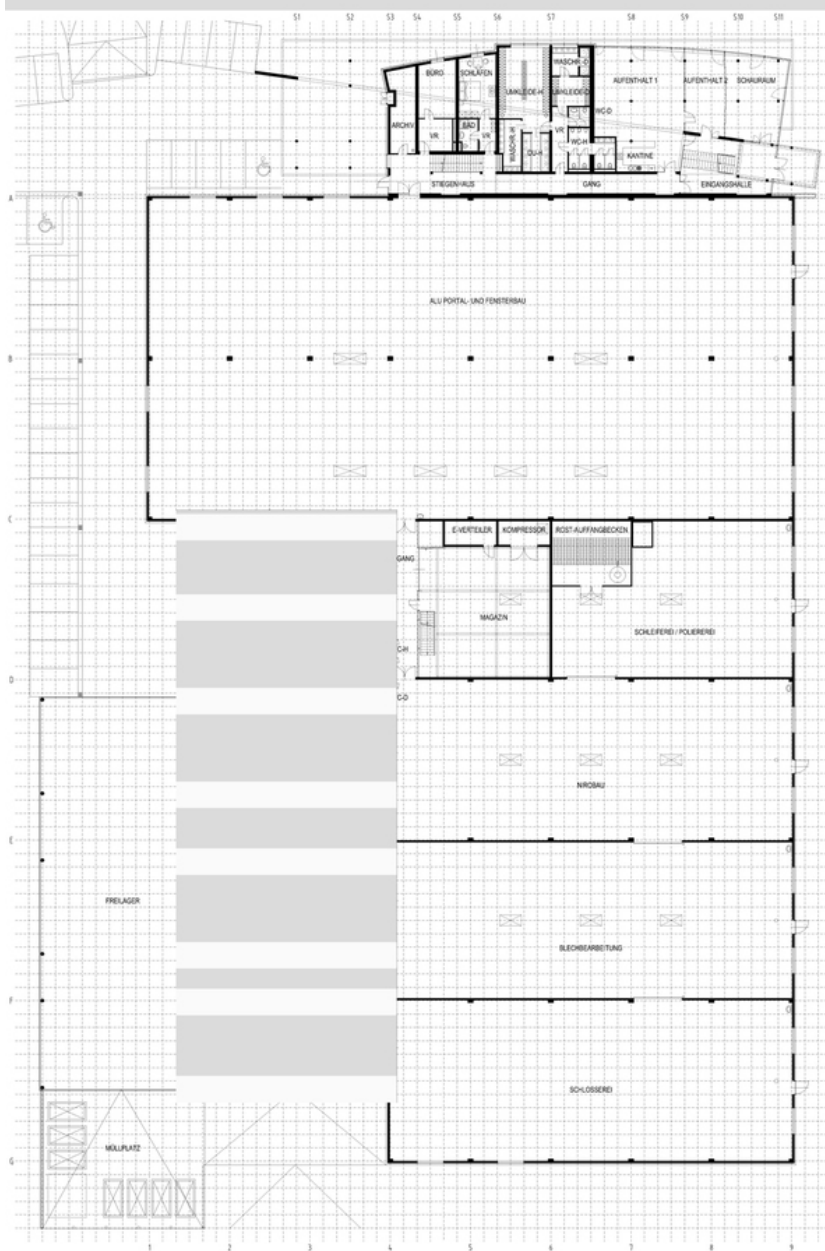 S1 S2 S3 S4 S5 S6 S7 S8 S9 S10 S11
WASCHR.-D
BÜRO SCHLAFEN
AUFENTHALT 1 AUFENTHALT 2 SCHAURAUM
UMKLEIDE-H UMKLEIDE-D
WC-D
ARCHIV BAD
VR VR VR
WASCHR.-H DU-H WC-H
KANTINE
STIEGENHAUS GANG EINGANGSHALLE
A
ALU PORTAL- UND FENSTERBAU
B
C
E-VERTEILER KOMPRESSOR ROST-AUFFANGBECKEN
GANG
MAGAZIN
SCHLEIFEREI / POLIEREREI
C-H
D
C-D
NIROBAU
E
FREILAGER
BLECHBEARBEITUNG
F
SCHLOSSEREI
MÜLLPLATZ
G
1 2 3 4 5 6 7 8 9